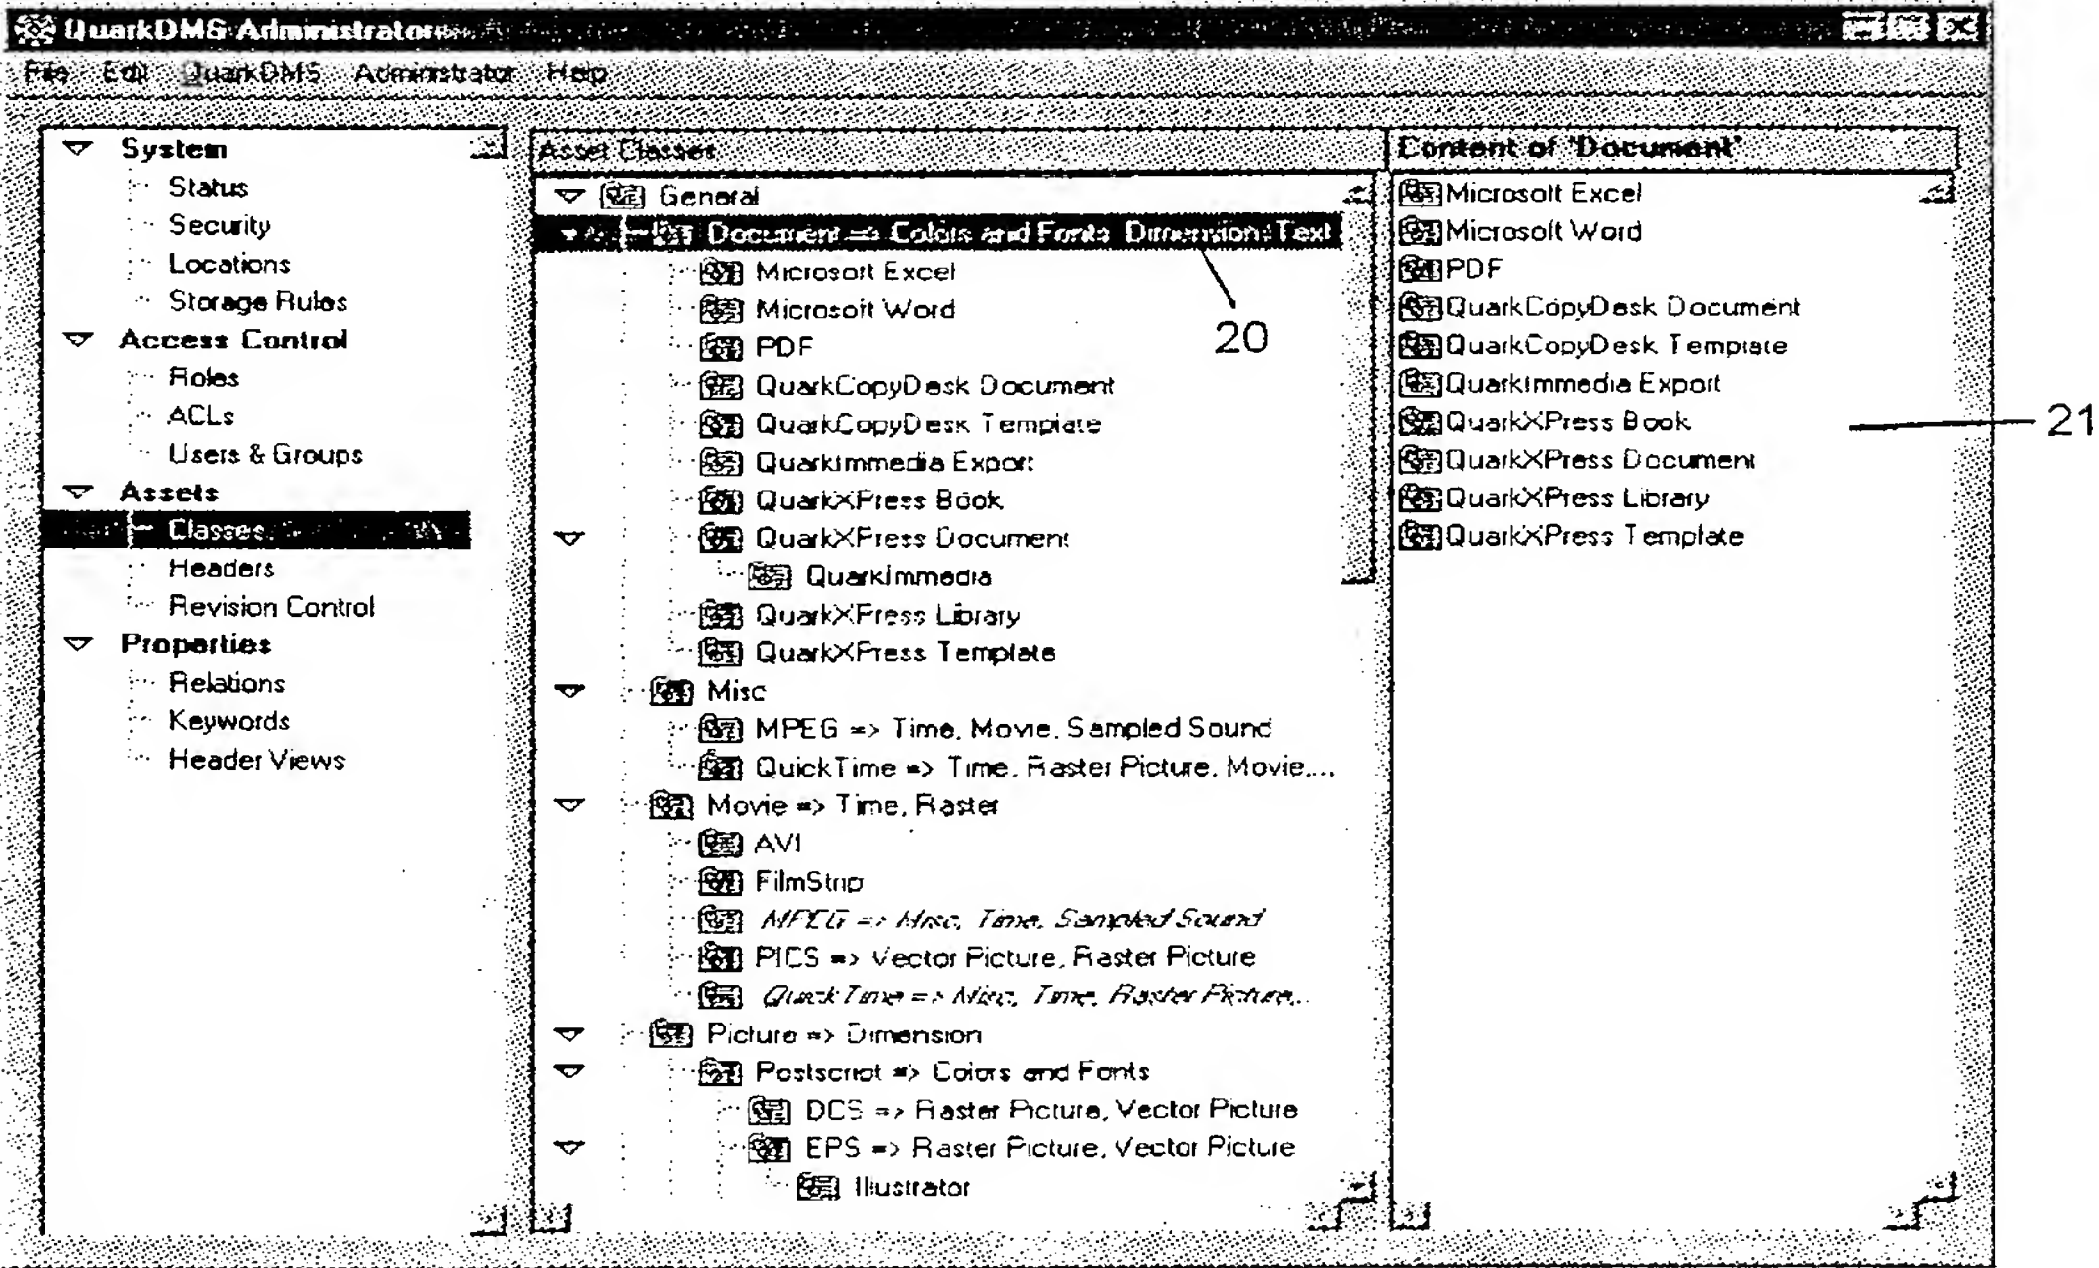 QuarkDMS Administrator
File Edit QuarkDMS Administrator Help
System
Status
Security
Locations
Storage Rules
Access Control
Roles
ACLs
Users & Groups
Assets
Classes
Headers
Revision Control
Properties
Relations
Keywords
Header Views
Asset Classes
General
Document => Colors and Fonts, Dimension, Text
Microsoft Excel
Microsoft Word
PDF
QuarkCopyDesk Document
QuarkCopyDesk Template
QuarkImmedia Export
QuarkXPress Book
QuarkXPress Document
QuarkImmedia
QuarkXPress Library
QuarkXPress Template
Misc
MPEG => Time, Movie, Sampled Sound
QuickTime => Time, Raster Picture, Movie,...
Movie => Time, Raster
AVI
FilmStrip
MPEG => Misc, Time, Sampled Sound
PICS => Vector Picture, Raster Picture
QuickTime => Misc, Time, Raster Picture,..
Picture => Dimension
Postscript => Colors and Fonts
DCS => Raster Picture, Vector Picture
EPS => Raster Picture, Vector Picture
Illustrator
20
Content of 'Document'
Microsoft Excel
Microsoft Word
PDF
QuarkCopyDesk Document
QuarkCopyDesk Template
QuarkImmedia Export
QuarkXPress Book
QuarkXPress Document
QuarkXPress Library
QuarkXPress Template
21